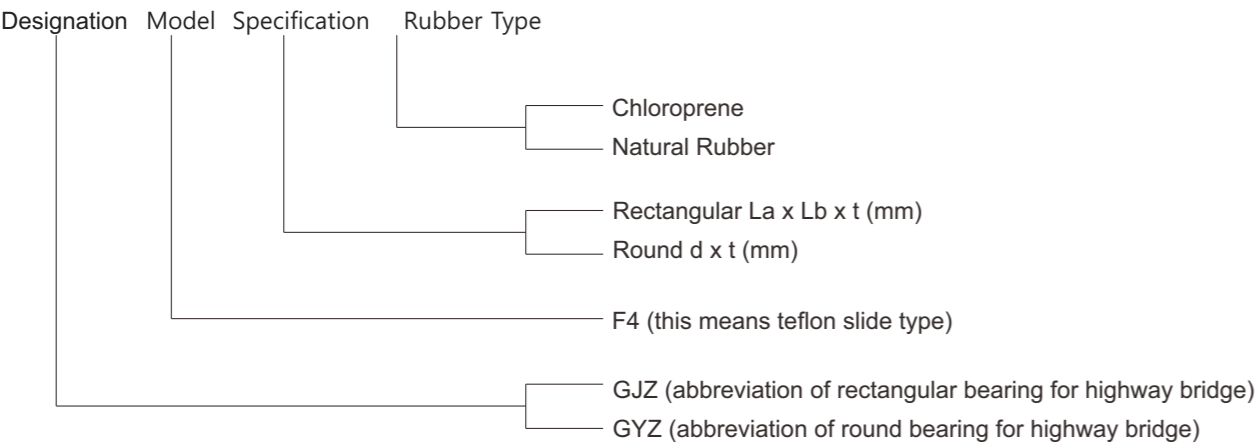 Designation Model Specification Rubber Type
Chloroprene
Natural Rubber
Rectangular La x Lb x t (mm)
Round d x t (mm)
F4 (this means teflon slide type)
GJZ (abbreviation of rectangular bearing for highway bridge)
GYZ (abbreviation of round bearing for highway bridge)